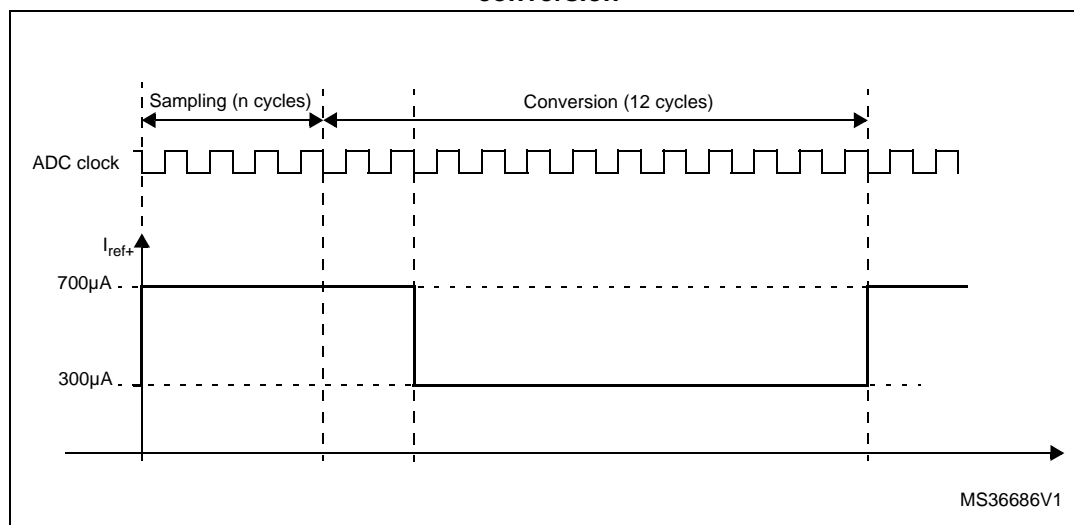 conversion
Sampling (n cycles)
Conversion (12 cycles)
ADC clock
Iref+
700µA
300µA
MS36686V1